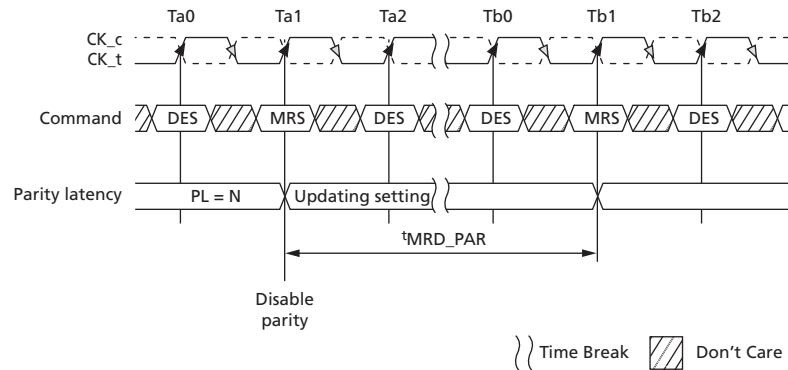 Ta0 Ta1 Ta2 Tb0 Tb1 Tb2
CK_c
CK_t
Command DES MRS DES DES MRS DES
Parity latency PL = N Updating setting
tMRD_PAR
Disable
parity
Time Break Don't Care